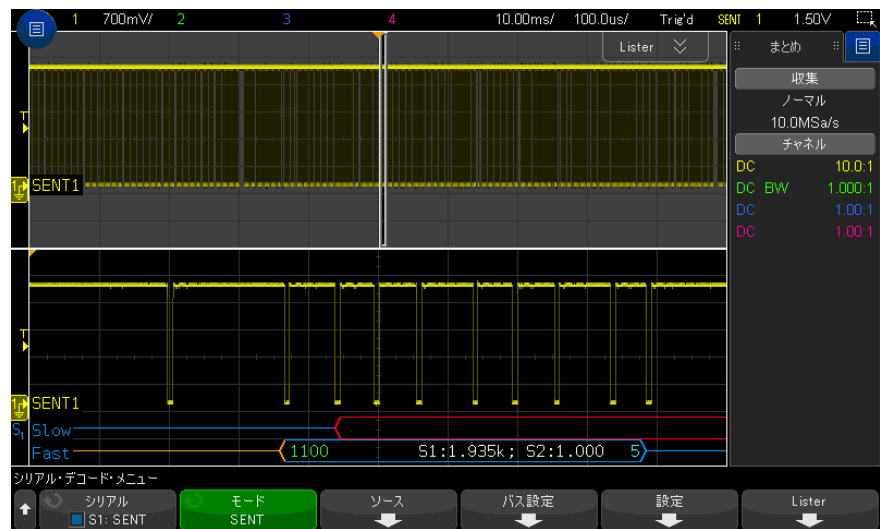 1 700mV/ 2 3 4 10.00ms/ 100.0us/ Trig'd SENT 1 1.50V
Lister
まとめ
収集
ノーマル
10.0MSa/s
チャネル
DC 10.0:1
DC BW 1.000:1
DC 1.00:1
DC 1.00:1
T
SENT1
T
SENT1
S1 Slow
Fast 1100 S1:1.935k; S2:1.000 5
シリアル・デコード・メニュー
シリアル モード ソース バス設定 設定 Lister
S1: SENT SENT